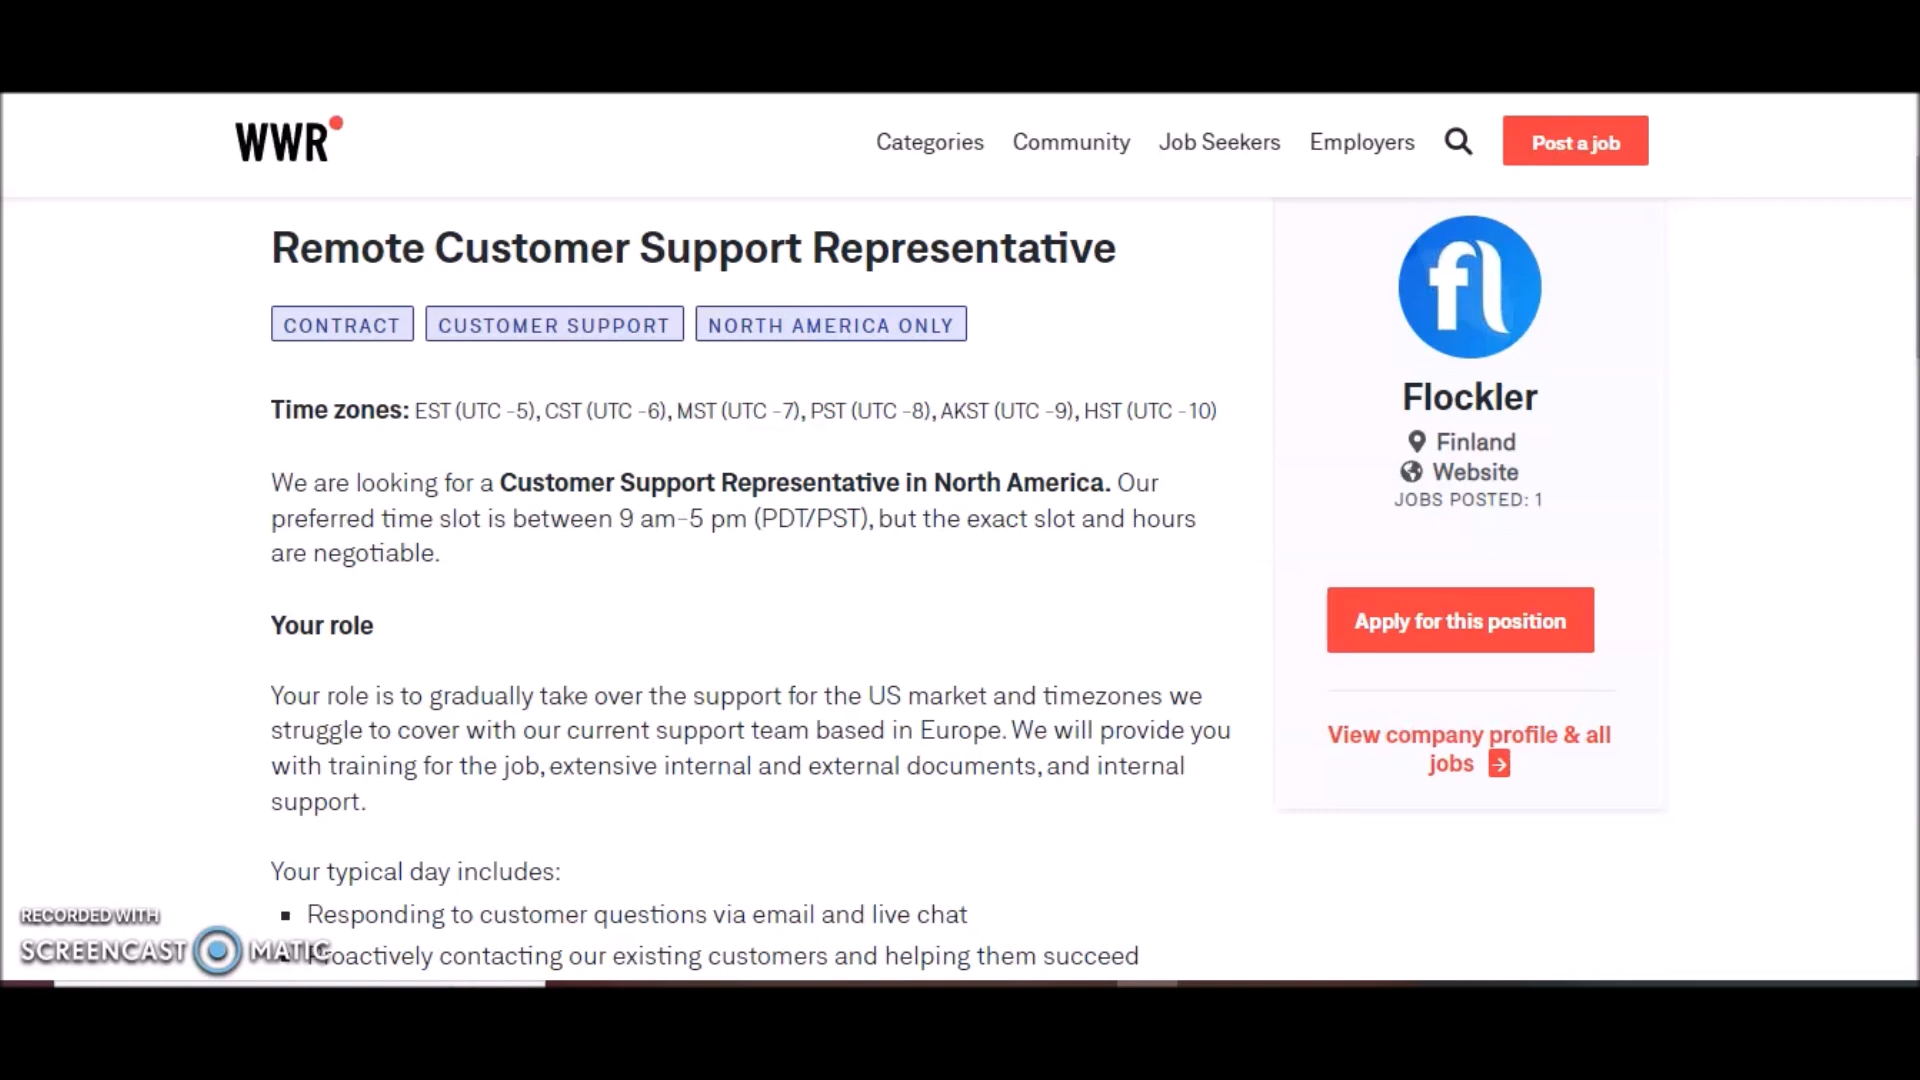 WWR
Categories Community Job Seekers Employers Post a job
Remote Customer Support Representative
CONTRACT CUSTOMER SUPPORT NORTH AMERICA ONLY
Time zones: EST (UTC -5), CST (UTC -6), MST (UTC -7), PST (UTC -8), AKST (UTC -9), HST (UTC -10)
We are looking for a Customer Support Representative in North America. Our
preferred time slot is between 9 am-5 pm (PDT/PST), but the exact slot and hours
are negotiable.
Your role
Your role is to gradually take over the support for the US market and timezones we
struggle to cover with our current support team based in Europe. We will provide you
with training for the job, extensive internal and external documents, and internal
support.
Your typical day includes:
▪ Responding to customer questions via email and live chat
Proactively contacting our existing customers and helping them succeed
fl
Flockler
Finland
Website
JOBS POSTED: 1
Apply for this position
View company profile & all
jobs →
RECORDED WITH
SCREENCAST MATIC